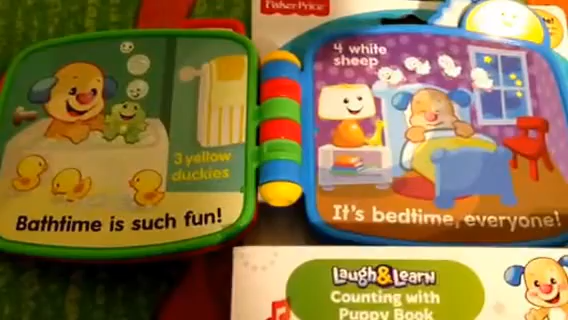 Fisher-Price
3 yellow
duckies
Bathtime is such fun!
4 white
sheep
It's bedtime, everyone!
Laugh & Learn
Counting with
Puppy Book